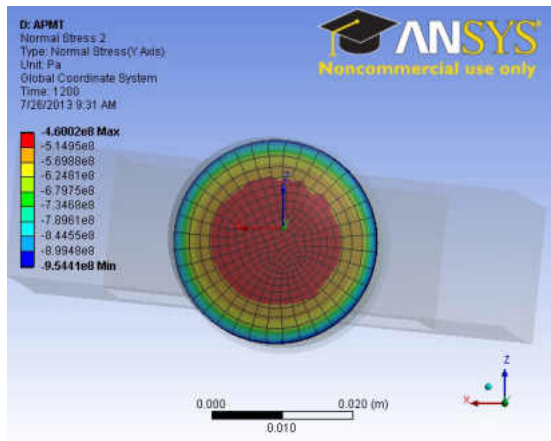 D: APMT
Normal Stress 2
Type: Normal Stress(Y Axis)
Unit: Pa
Global Coordinate System
Time: 1200
7/26/2013 9:31 AM
ANSYS
Noncommercial use only
-4.6002e8 Max
-5.1495e8
-5.6988e8
-6.2481e8
-6.7975e8
-7.3468e8
-7.8961e8
-8.4455e8
-8.9948e8
-9.5441e8 Min
Z
X
Z
X
0.000
0.020 (m)
0.010